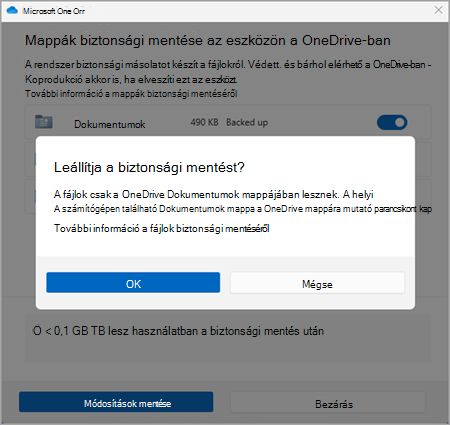 Microsoft One Orr
Mappák biztonsági mentése az eszközön a OneDrive-ban
A rendszer biztonsági másolatot készít a fájlokról. Védett. és bárhol elérhető a OneDrive-ban -
Koprodukció akkor is, ha elveszíti ezt az eszközt.
További információ a mappák biztonsági mentéséről
Dokumentumok 490 KB Backed up
Leállítja a biztonsági mentést?
A fájlok csak a OneDrive Dokumentumok mappájában lesznek. A helyi
A számítógépen található Dokumentumok mappa a OneDrive mappára mutató parancsikont kap
További információ a fájlok biztonsági mentéséről
OK Mégse
Ö < 0,1 GB TB lesz használatban a biztonsági mentés után
Módosítások mentése Bezárás